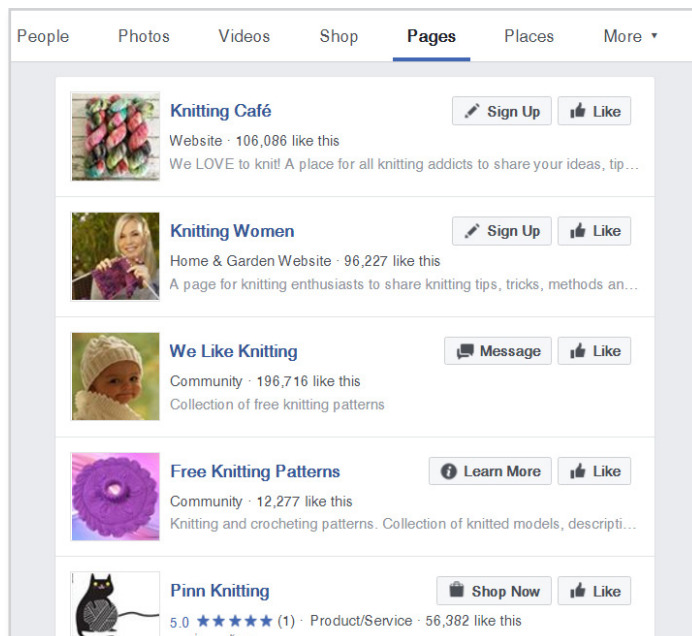 People Photos Videos Shop Pages Places More
Knitting Café Sign Up Like
Website · 106,086 like this
We LOVE to knit! A place for all knitting addicts to share your ideas, tip...
Knitting Women Sign Up Like
Home & Garden Website · 96,227 like this
A page for knitting enthusiasts to share knitting tips, tricks, methods an...
We Like Knitting Message Like
Community · 196,716 like this
Collection of free knitting patterns
Free Knitting Patterns Learn More Like
Community · 12,277 like this
Knitting and crocheting patterns. Collection of knitted models, descripti...
Pinn Knitting Shop Now Like
5.0 ★★★★★ (1) · Product/Service · 56,382 like this